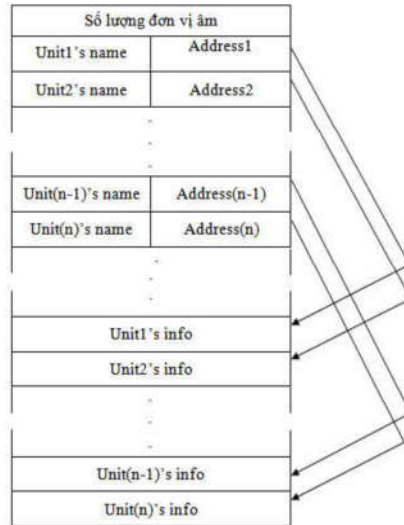 Số lượng đơn vị âm
Unit1’s name Address1
Unit2’s name Address2
Unit(n-1)’s name Address(n-1)
Unit(n)’s name Address(n)
Unit1’s info
Unit2’s info
Unit(n-1)’s info
Unit(n)’s info